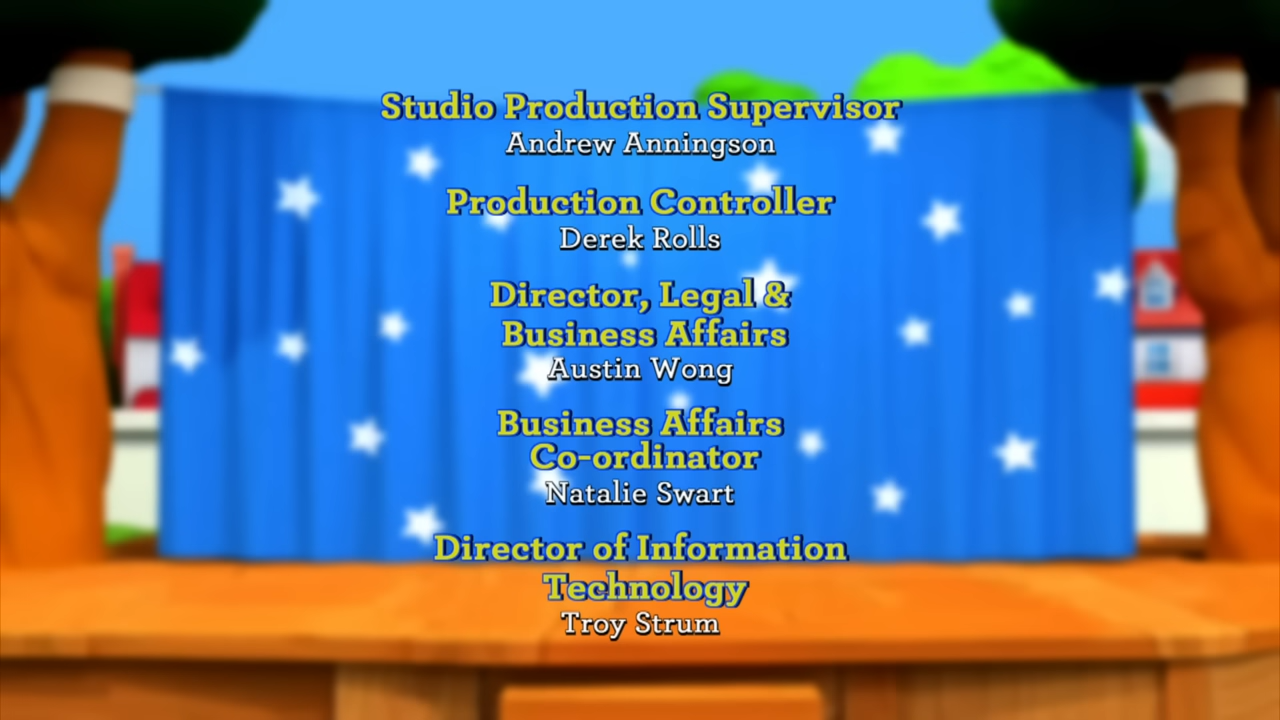 Studio Production Supervisor
Andrew Anningson
Production Controller
Derek Rolls
Director, Legal &
Business Affairs
Austin Wong
Business Affairs
Co-ordinator
Natalie Swart
Director of Information
Technology
Troy Strum